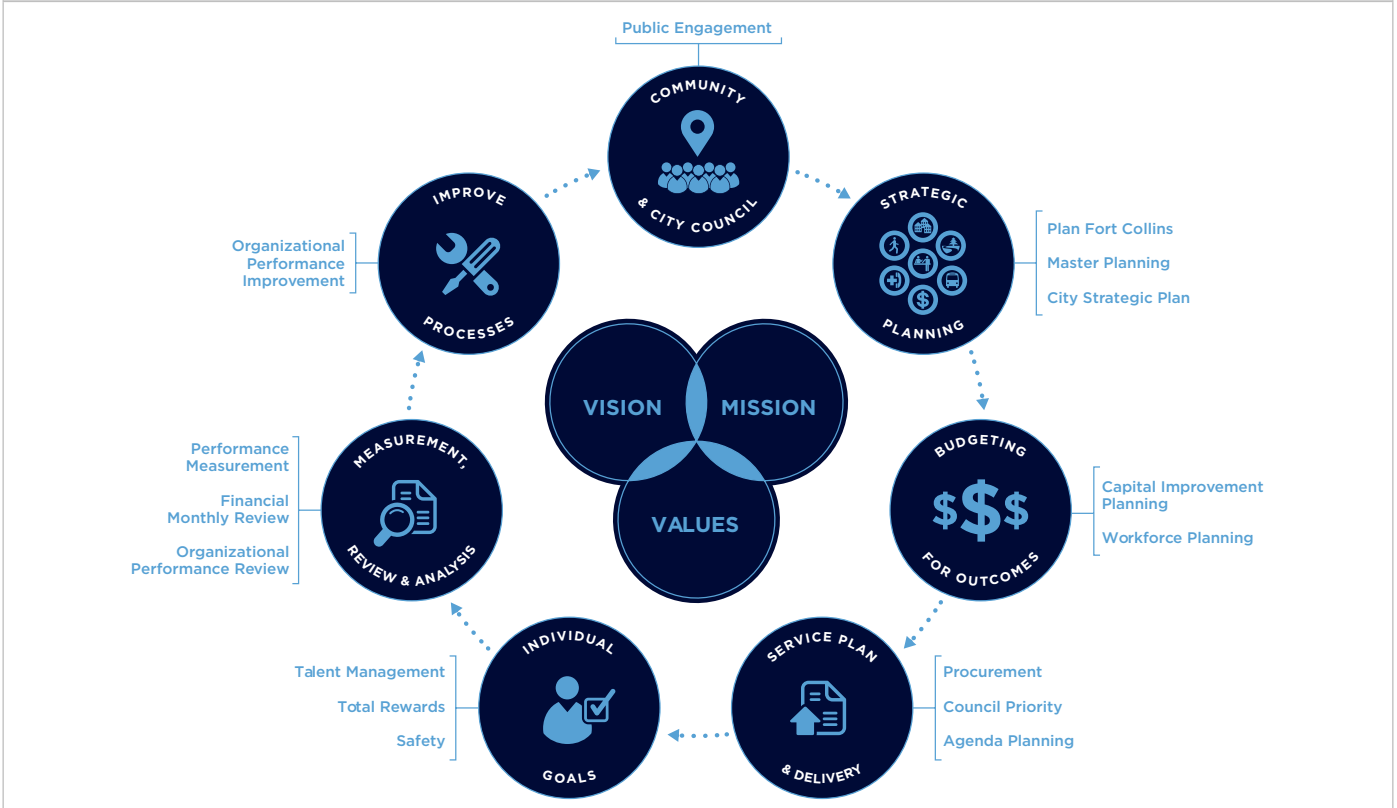 Public Engagement
COMMUNITY
& CITY COUNCIL
STRATEGIC
PLANNING
Plan Fort Collins
Master Planning
City Strategic Plan
BUDGETING
FOR OUTCOMES
$$$
Capital Improvement
Planning
Workforce Planning
SERVICE PLAN
& DELIVERY
Procurement
Council Priority
Agenda Planning
INDIVIDUAL
GOALS
Talent Management
Total Rewards
Safety
MEASUREMENT,
REVIEW & ANALYSIS
Performance
Measurement
Financial
Monthly Review
Organizational
Performance Review
IMPROVE
PROCESSES
Organizational
Performance
Improvement
VISION
MISSION
VALUES